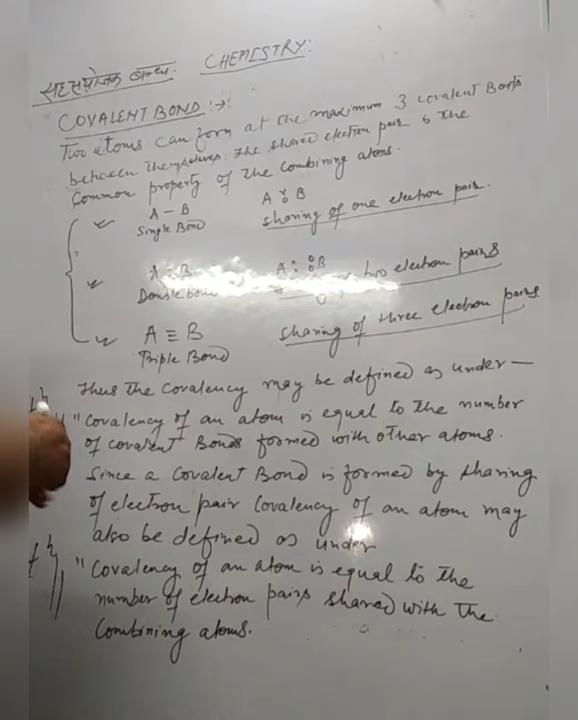 सहसंयोजक बन्ध: CHEMISTRY:
COVALENT BOND :→
Two atoms can form at the maximum 3 covalent Bonds
between themselves. The shared electron pair is the
Common property of the combining atoms.
A – B A : B
Single Bond sharing of one electron pair.
A = B A :: B
Double bond two electron pairs
A ≡ B sharing of three electron pairs
Triple Bond
Thus the covalency may be defined as under —
"Covalency of an atom is equal to the number
of covalent Bonds formed with other atoms.
Since a Covalent Bond is formed by sharing
of electron pair Covalency of an atom may
also be defined as under
"Covalency of an atom is equal to the
number of electron pairs shared with the
Combining atoms.